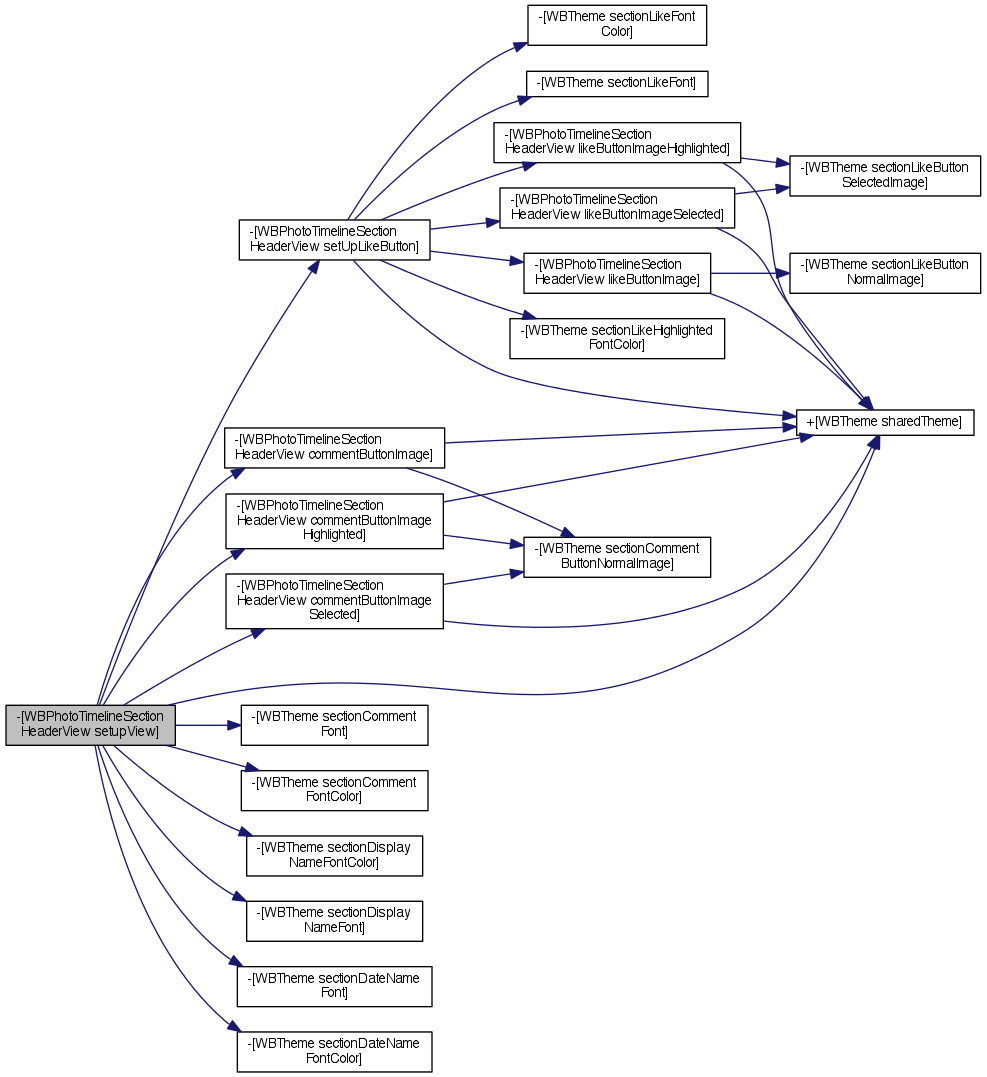 -[WBTheme sectionLikeFont
Color]
-[WBTheme sectionLikeFont]
-[WBPhotoTimelineSection
HeaderView likeButtonImageHighlighted]
-[WBTheme sectionLikeButton
SelectedImage]
-[WBPhotoTimelineSection
HeaderView likeButtonImageSelected]
-[WBPhotoTimelineSection
HeaderView setUpLikeButton]
-[WBPhotoTimelineSection
HeaderView likeButtonImage]
-[WBTheme sectionLikeButton
NormalImage]
-[WBTheme sectionLikeHighlighted
FontColor]
+[WBTheme sharedTheme]
-[WBPhotoTimelineSection
HeaderView commentButtonImage]
-[WBPhotoTimelineSection
HeaderView commentButtonImage
Highlighted]
-[WBTheme sectionComment
ButtonNormalImage]
-[WBPhotoTimelineSection
HeaderView commentButtonImage
Selected]
-[WBPhotoTimelineSection
HeaderView setupView]
-[WBTheme sectionComment
Font]
-[WBTheme sectionComment
FontColor]
-[WBTheme sectionDisplay
NameFontColor]
-[WBTheme sectionDisplay
NameFont]
-[WBTheme sectionDateName
Font]
-[WBTheme sectionDateName
FontColor]